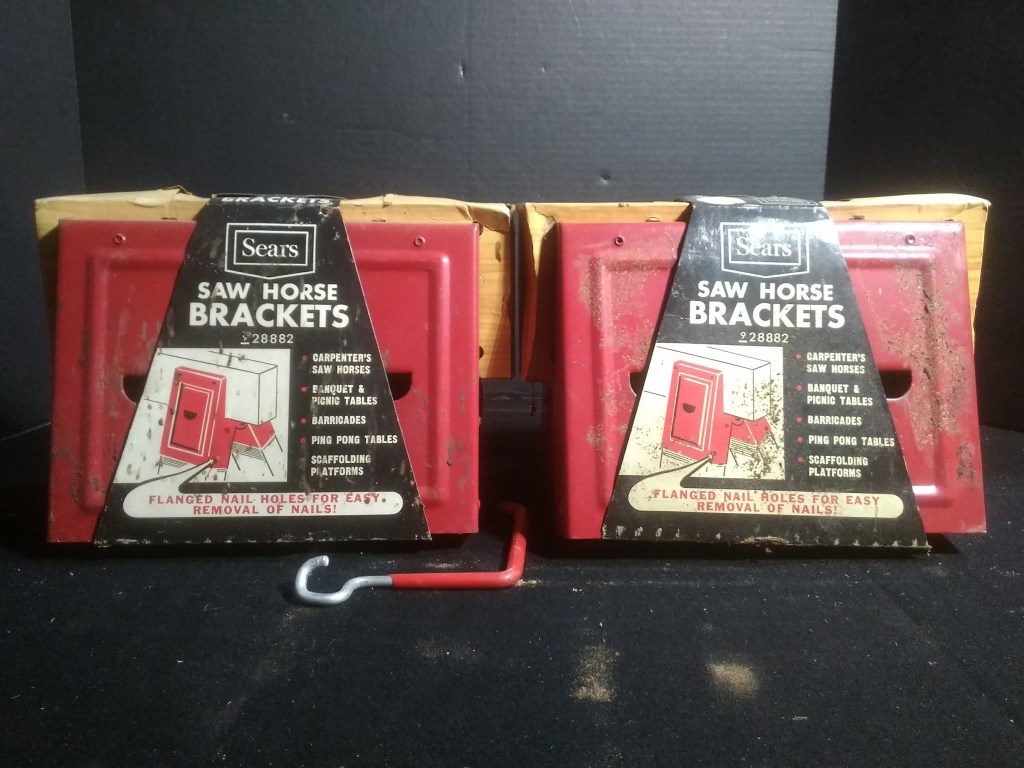 BRACKETS
Sears
SAW HORSE
BRACKETS
9 28882
CARPENTER'S
SAW HORSES
BANQUET &
PICNIC TABLES
BARRICADES
PING PONG TABLES
SCAFFOLDING
PLATFORMS
FLANGED NAIL HOLES FOR EASY
REMOVAL OF NAILS!
Sears
SAW HORSE
BRACKETS
9 28882
CARPENTER'S
SAW HORSES
BANQUET &
PICNIC TABLES
BARRICADES
PING PONG TABLES
SCAFFOLDING
PLATFORMS
FLANGED NAIL HOLES FOR EASY
REMOVAL OF NAILS!